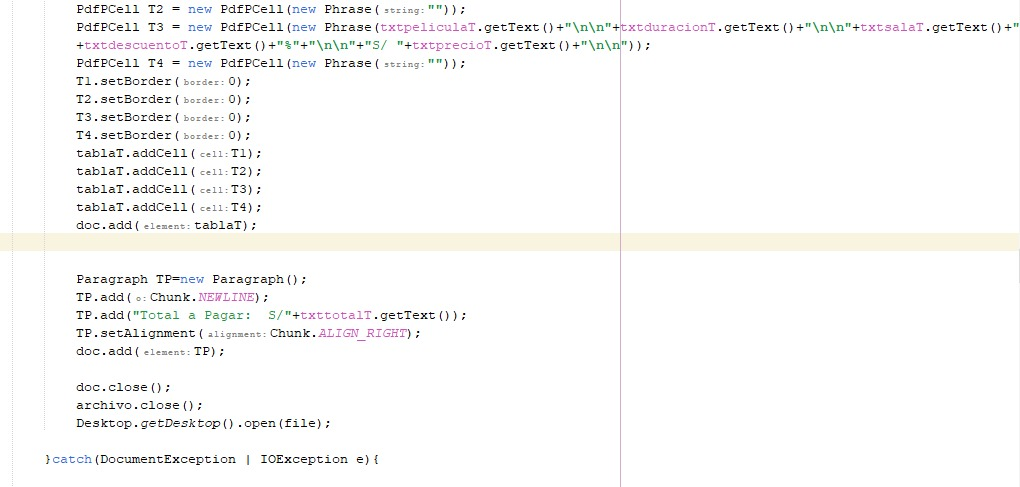 PdfPCell T2 = new PdfPCell(new Phrase( string: ""));
PdfPCell T3 = new PdfPCell(new Phrase(txtpeliculaT.getText()+"\n\n"+txtduracionT.getText()+"\n\n"+txtsalaT.getText()+"
+txtdescuentoT.getText()+"%"+"\n\n"+"S/ "+txtprecioT.getText()+"\n\n"));
PdfPCell T4 = new PdfPCell(new Phrase( string: ""));
T1.setBorder( border: 0);
T2.setBorder( border: 0);
T3.setBorder( border: 0);
T4.setBorder( border: 0);
tablaT.addCell( cell: T1);
tablaT.addCell( cell: T2);
tablaT.addCell( cell: T3);
tablaT.addCell( cell: T4);
doc.add( element: tablaT);
Paragraph TP=new Paragraph();
TP.add( o: Chunk.NEWLINE);
TP.add("Total a Pagar:  S/"+txttotalT.getText());
TP.setAlignment( alignment: Chunk.ALIGN_RIGHT);
doc.add( element: TP);
doc.close();
archivo.close();
Desktop.getDesktop().open(file);
}catch(DocumentException | IOException e){